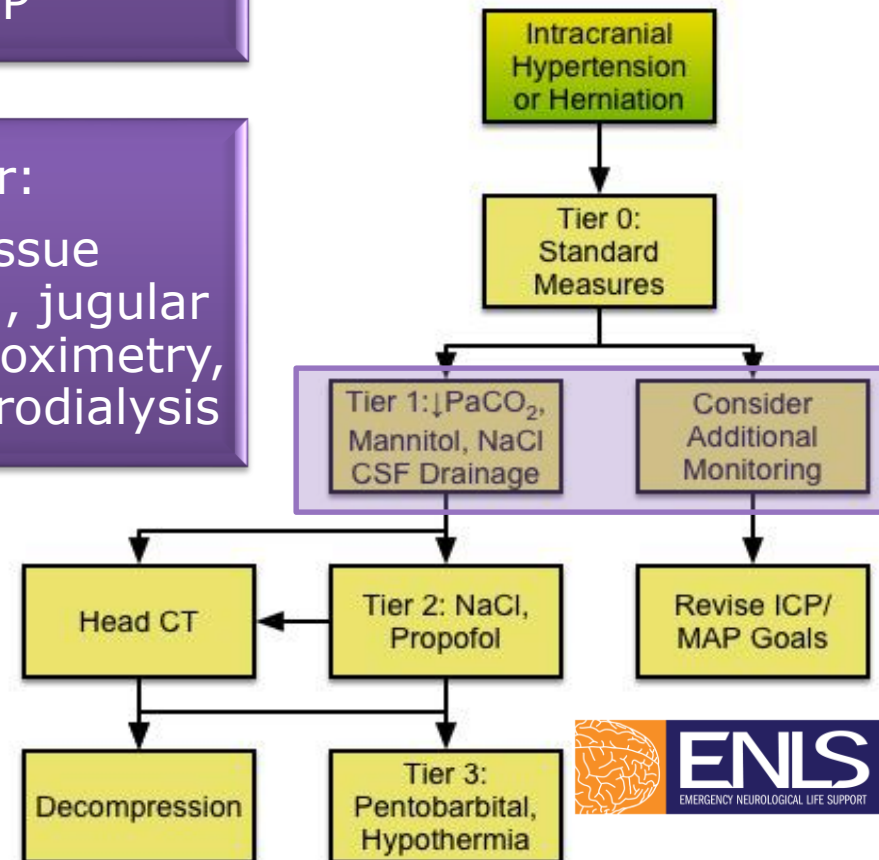 P
r:
ssue
, jugular
oximetry,
rodialysis
Intracranial
Hypertension
or Herniation
Tier 0:
Standard
Measures
Tier 1:↓PaCO₂,
Mannitol, NaCl
CSF Drainage
Consider
Additional
Monitoring
Head CT
Tier 2: NaCl,
Propofol
Revise ICP/
MAP Goals
Decompression
Tier 3:
Pentobarbital,
Hypothermia
ENLS
EMERGENCY NEUROLOGICAL LIFE SUPPORT